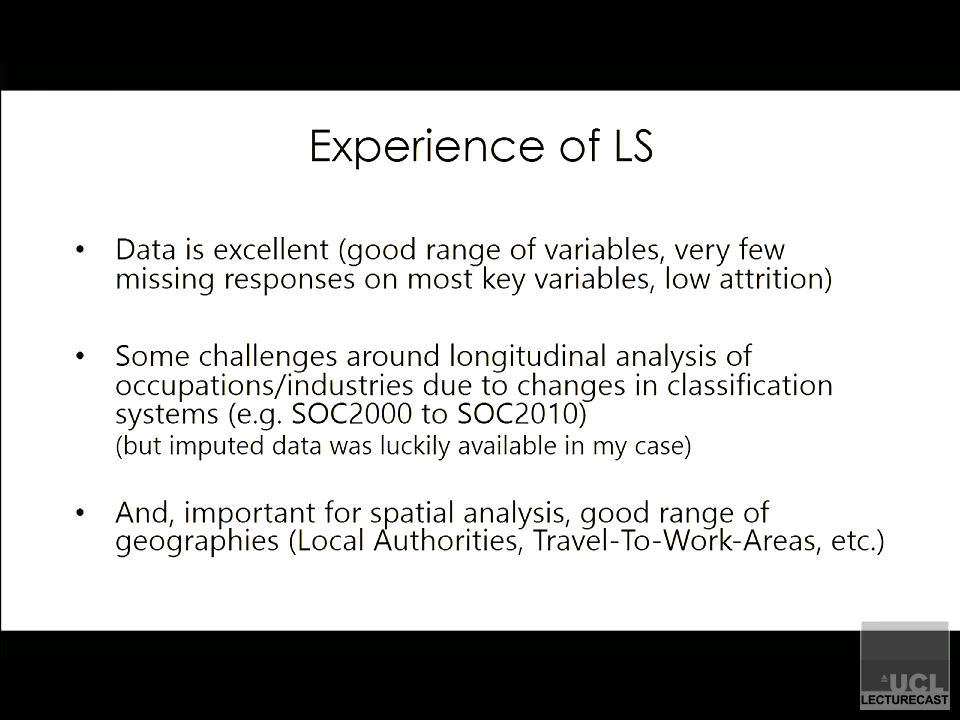 Experience of LS
• Data is excellent (good range of variables, very few
missing responses on most key variables, low attrition)
• Some challenges around longitudinal analysis of
occupations/industries due to changes in classification
systems (e.g. SOC2000 to SOC2010)
(but imputed data was luckily available in my case)
• And, important for spatial analysis, good range of
geographies (Local Authorities, Travel-To-Work-Areas, etc.)
UCL
LECTURECAST